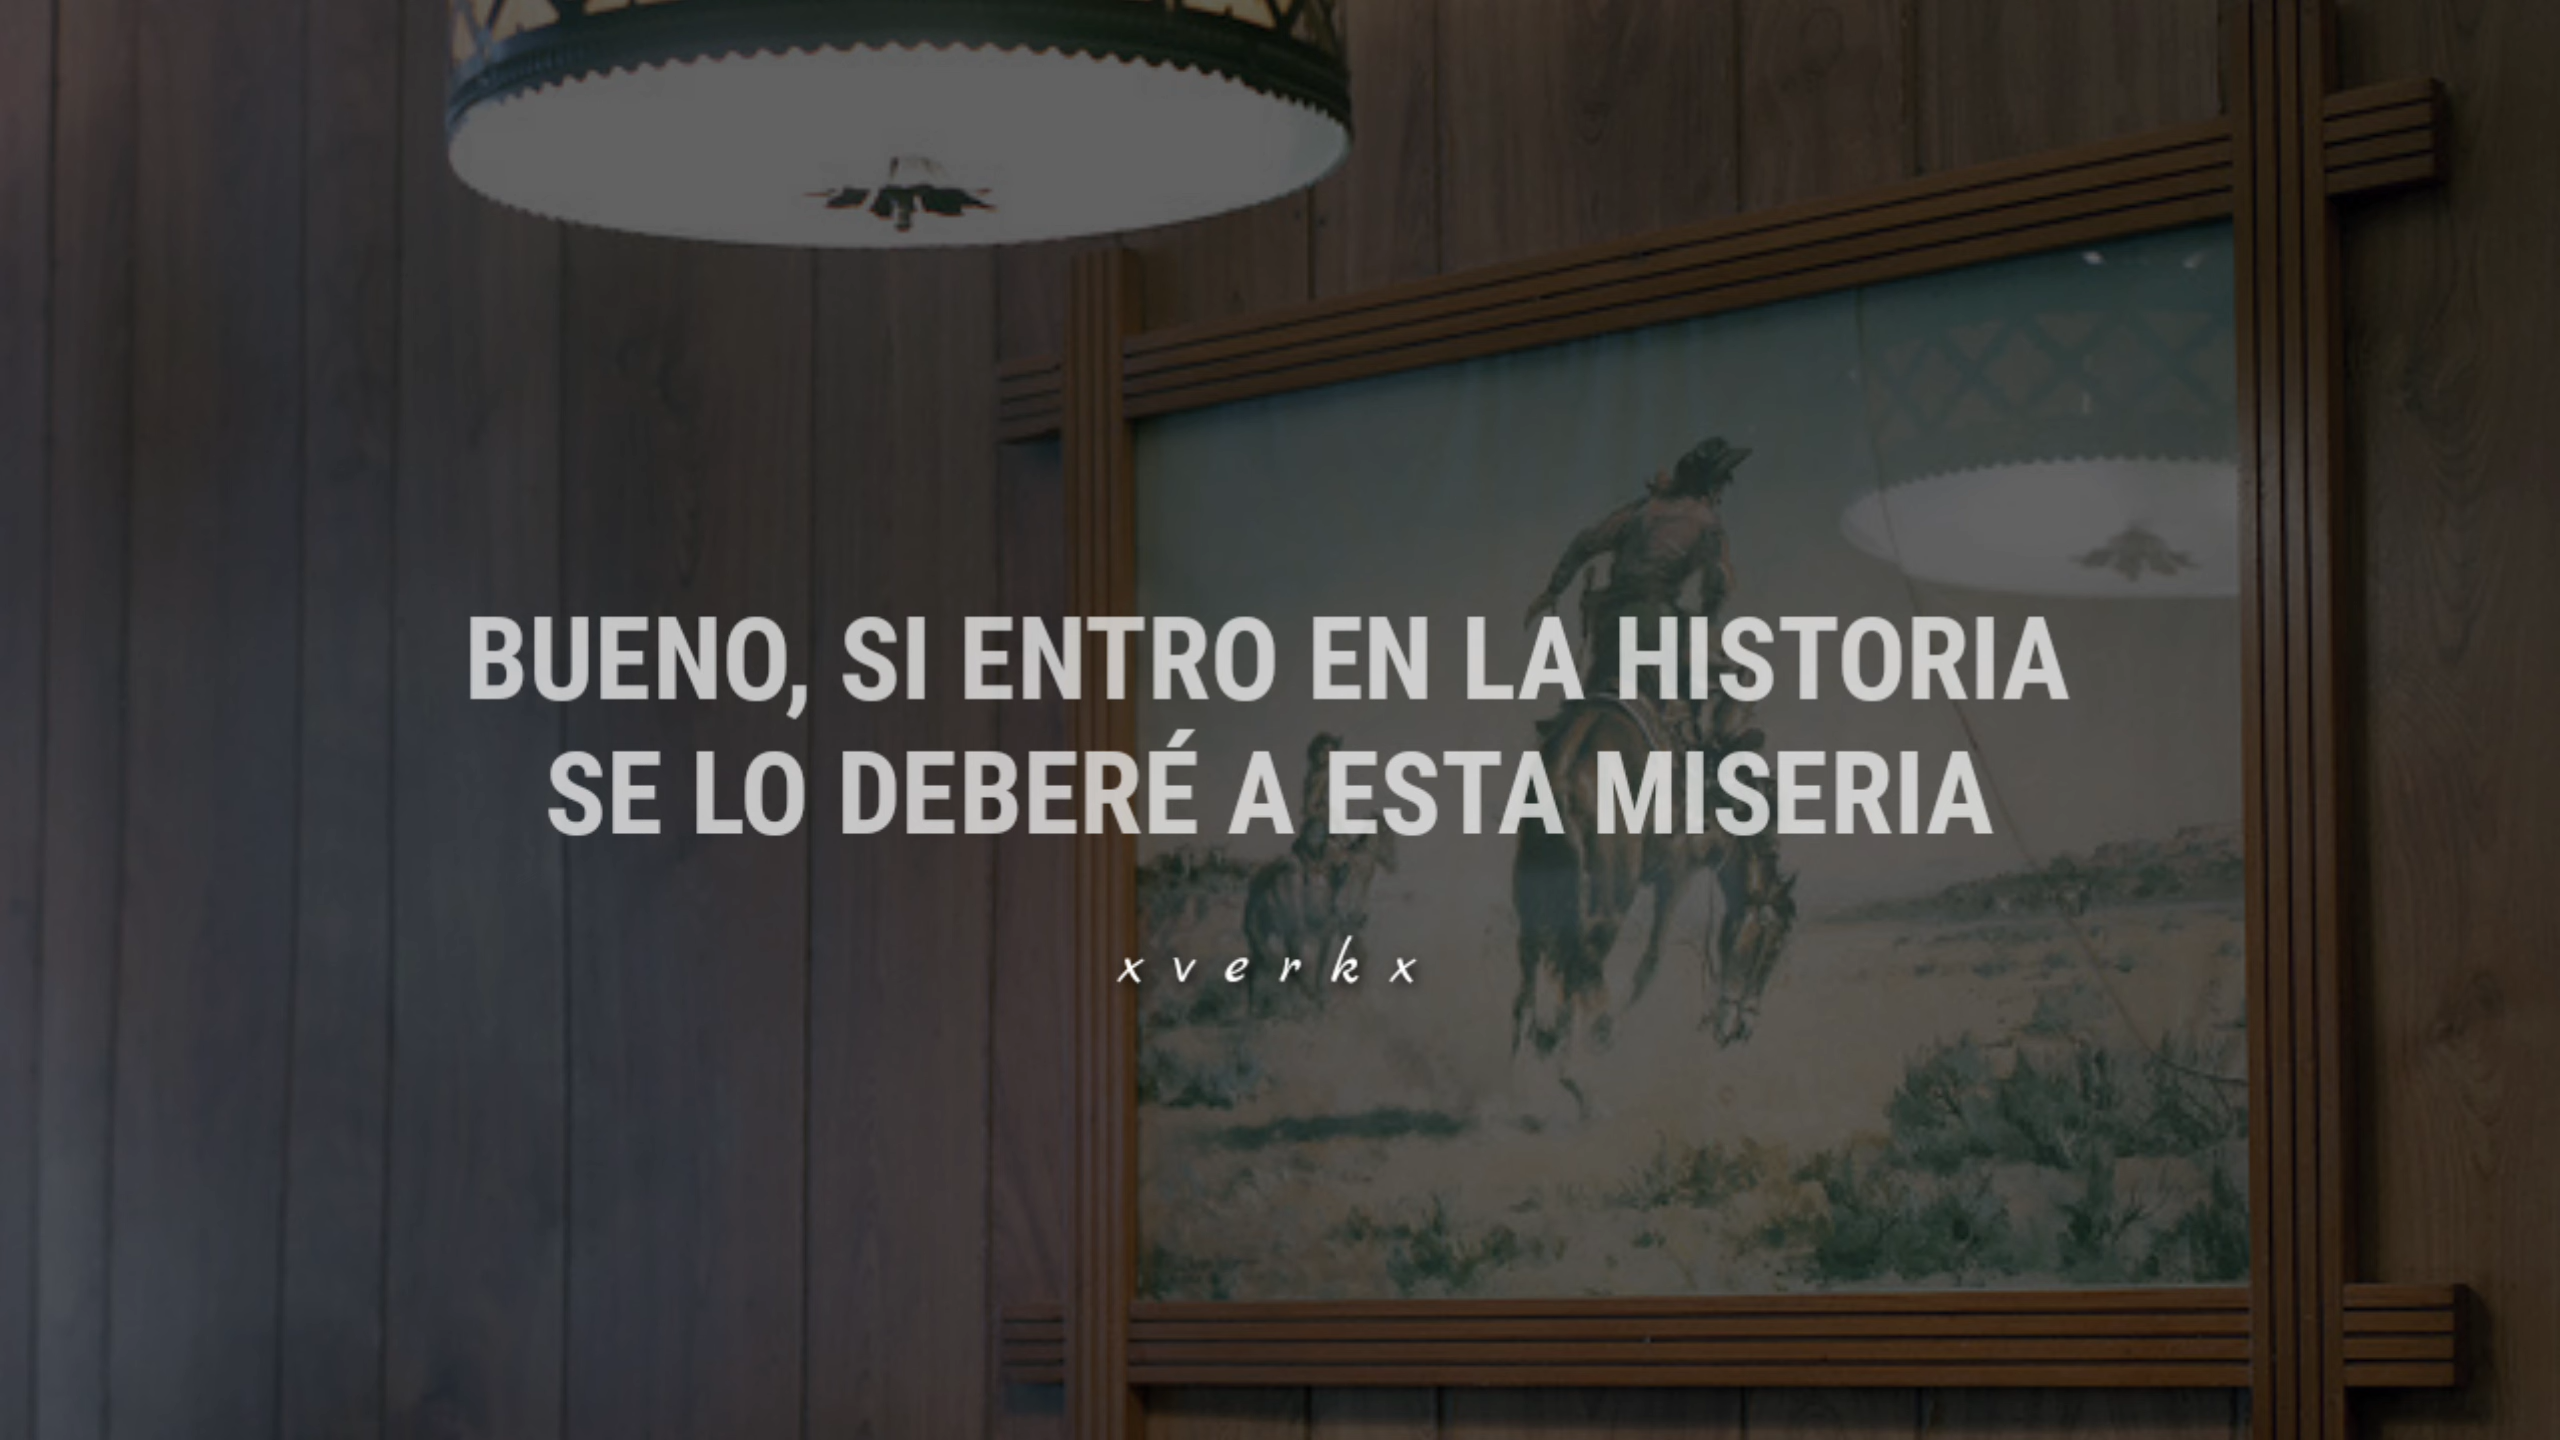 BUENO, SI ENTRO EN LA HISTORIA
SE LO DEBERÉ A ESTA MISERIA
xverkx